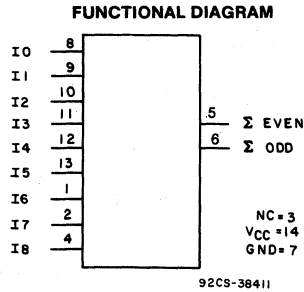 FUNCTIONAL DIAGRAM
I0 8
I1 9
I2 10
I3 11
I4 12
I5 13
I6 1
I7 2
I8 4
5 Σ EVEN
6 Σ ODD
NC = 3
VCC = 14
GND = 7
92CS-38411